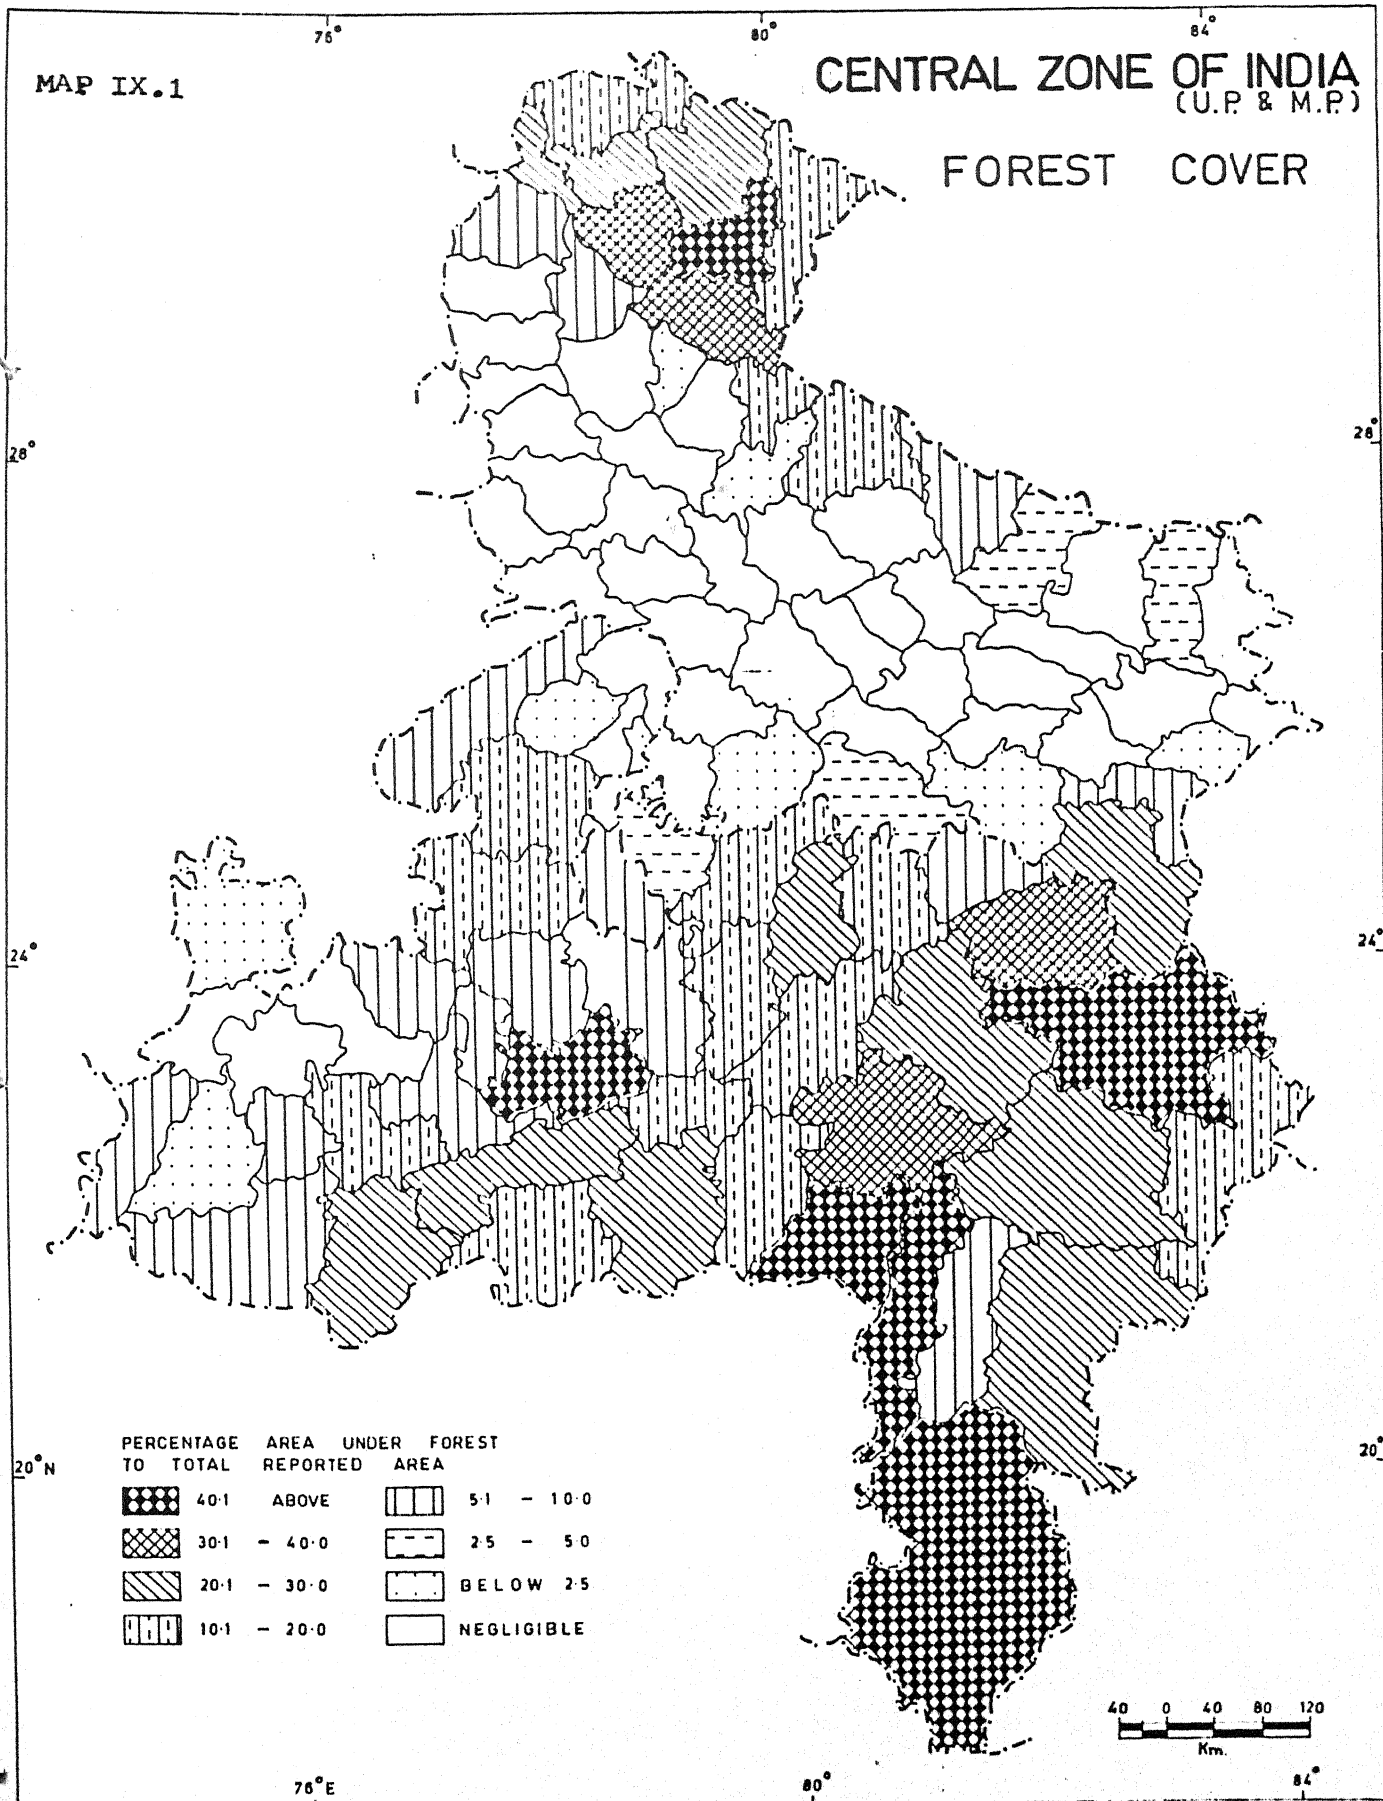 76°
80°
84°
MAP IX.1
CENTRAL ZONE OF INDIA
(U.P. & M.P.)
FOREST COVER
28°
28°
24°
24°
20°N
20°
PERCENTAGE AREA UNDER FOREST
TO TOTAL REPORTED AREA
40·1 ABOVE
30·1 - 40·0
20·1 - 30·0
10·1 - 20·0
5·1 - 10·0
2·5 - 5·0
BELOW 2·5
NEGLIGIBLE
40 0 40 80 120
Km.
76°E
80°
84°